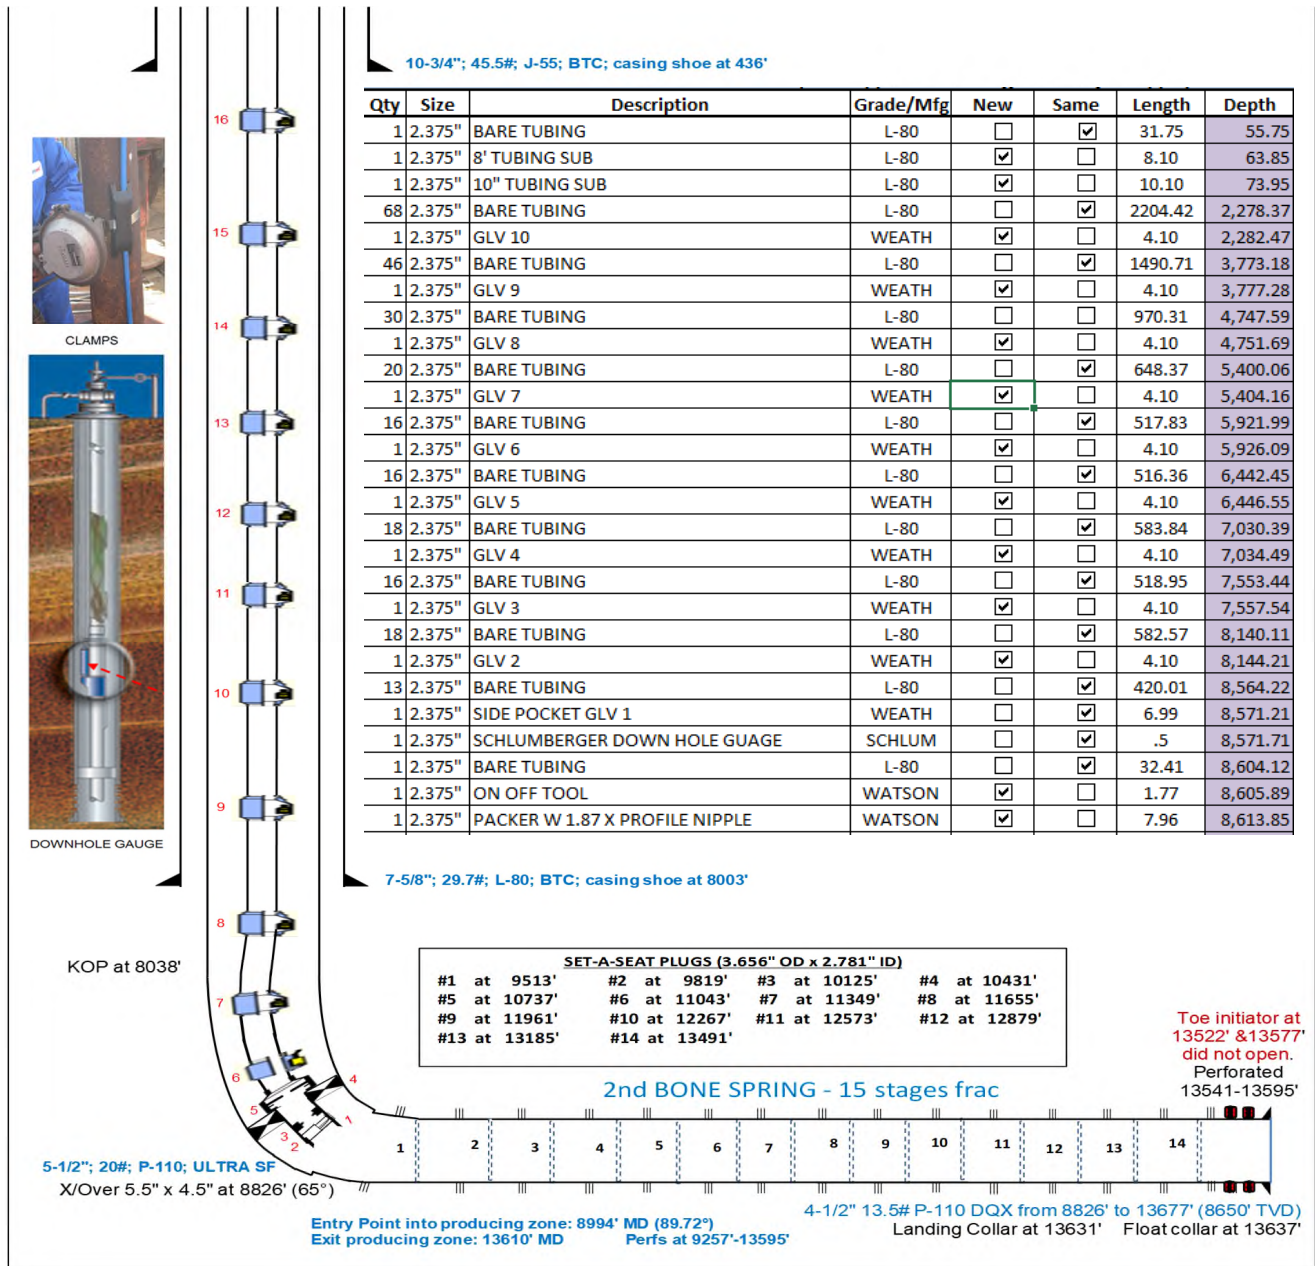 10-3/4"; 45.5#; J-55; BTC; casing shoe at 436'
Qty Size Description Grade/Mfg New Same Length Depth
1 2.375" BARE TUBING L-80 31.75 55.75
1 2.375" 8' TUBING SUB L-80 8.10 63.85
1 2.375" 10" TUBING SUB L-80 10.10 73.95
68 2.375" BARE TUBING L-80 2204.42 2,278.37
1 2.375" GLV 10 WEATH 4.10 2,282.47
46 2.375" BARE TUBING L-80 1490.71 3,773.18
1 2.375" GLV 9 WEATH 4.10 3,777.28
30 2.375" BARE TUBING L-80 970.31 4,747.59
1 2.375" GLV 8 WEATH 4.10 4,751.69
20 2.375" BARE TUBING L-80 648.37 5,400.06
1 2.375" GLV 7 WEATH 4.10 5,404.16
16 2.375" BARE TUBING L-80 517.83 5,921.99
1 2.375" GLV 6 WEATH 4.10 5,926.09
16 2.375" BARE TUBING L-80 516.36 6,442.45
1 2.375" GLV 5 WEATH 4.10 6,446.55
18 2.375" BARE TUBING L-80 583.84 7,030.39
1 2.375" GLV 4 WEATH 4.10 7,034.49
16 2.375" BARE TUBING L-80 518.95 7,553.44
1 2.375" GLV 3 WEATH 4.10 7,557.54
18 2.375" BARE TUBING L-80 582.57 8,140.11
1 2.375" GLV 2 WEATH 4.10 8,144.21
13 2.375" BARE TUBING L-80 420.01 8,564.22
1 2.375" SIDE POCKET GLV 1 WEATH 6.99 8,571.21
1 2.375" SCHLUMBERGER DOWN HOLE GUAGE SCHLUM .5 8,571.71
1 2.375" BARE TUBING L-80 32.41 8,604.12
1 2.375" ON OFF TOOL WATSON 1.77 8,605.89
1 2.375" PACKER W 1.87 X PROFILE NIPPLE WATSON 7.96 8,613.85
16
15
14
13
12
11
10
9
8
7
6
5
4
3
2
1
CLAMPS
DOWNHOLE GAUGE
7-5/8"; 29.7#; L-80; BTC; casing shoe at 8003'
KOP at 8038'
SET-A-SEAT PLUGS (3.656" OD x 2.781" ID)
#1 at 9513' #2 at 9819' #3 at 10125' #4 at 10431'
#5 at 10737' #6 at 11043' #7 at 11349' #8 at 11655'
#9 at 11961' #10 at 12267' #11 at 12573' #12 at 12879'
#13 at 13185' #14 at 13491'
Toe initiator at
13522' &13577'
did not open.
Perforated
13541-13595'
2nd BONE SPRING - 15 stages frac
1 2 3 4 5 6 7 8 9 10 11 12 13 14
5-1/2"; 20#; P-110; ULTRA SF
X/Over 5.5" x 4.5" at 8826' (65°)
4-1/2" 13.5# P-110 DQX from 8826' to 13677' (8650' TVD)
Landing Collar at 13631' Float collar at 13637'
Entry Point into producing zone: 8994' MD (89.72°)
Exit producing zone: 13610' MD Perfs at 9257'-13595'